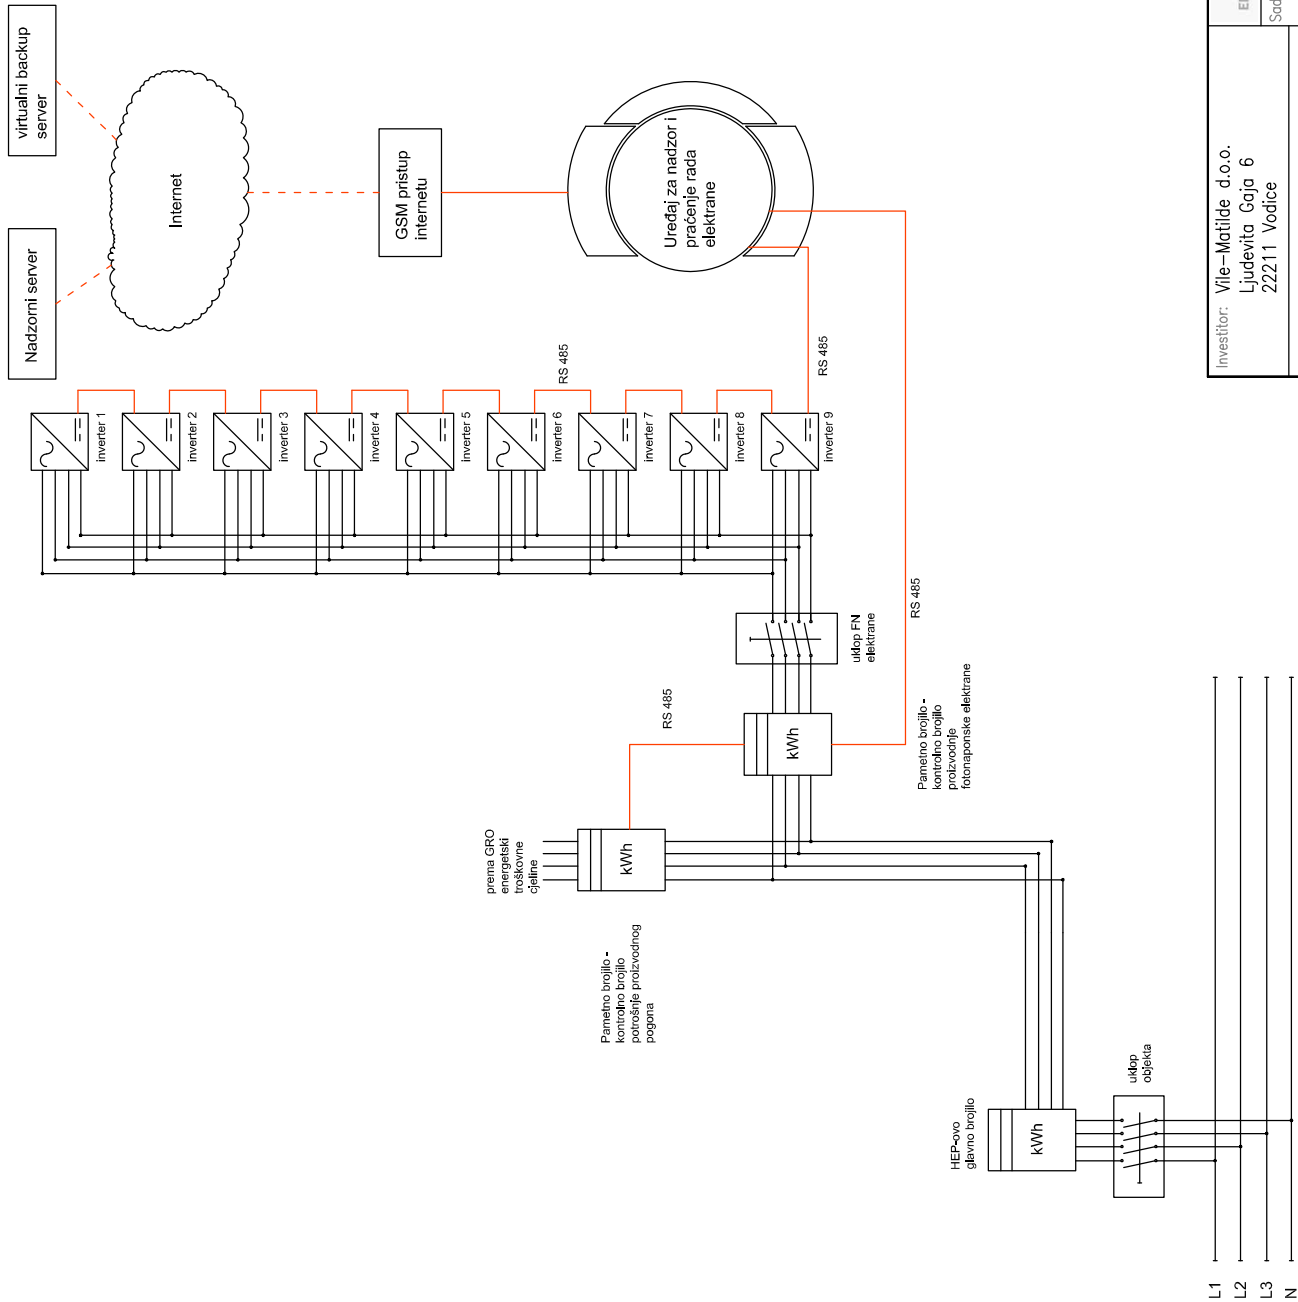 virtualni backup
server
Nadzorni server
Internet
GSM pristup
internetu
Uređaj za nadzor i
praćenje rada
elektrane
inverter 1
inverter 2
inverter 3
inverter 4
inverter 5
inverter 6
inverter 7
inverter 8
inverter 9
RS 485
RS 485
RS 485
RS 485
uklop FN
elektrane
kWh
Pametno brojilo -
kontrolno brojilo
proizvodnje
fotonaponske elektrane
prema GRO
energetski
troškovne
cjeline
kWh
Pametno brojilo -
kontrolno brojilo
potrošnje proizvodnog
pogona
HEP-ovo
glavno brojilo
kWh
uklop
objekta
L1
L2
L3
N
Investitor: Vile-Matilde d.o.o.
Ljudevita Gaja 6
22211 Vodice